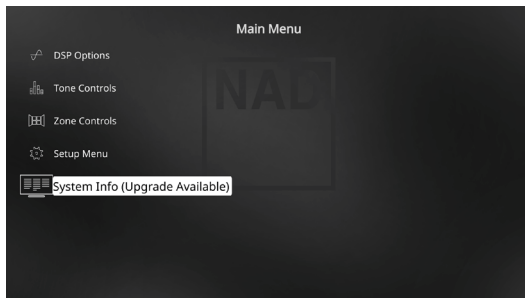 Main Menu
NAD
DSP Options
Tone Controls
Zone Controls
Setup Menu
System Info (Upgrade Available)